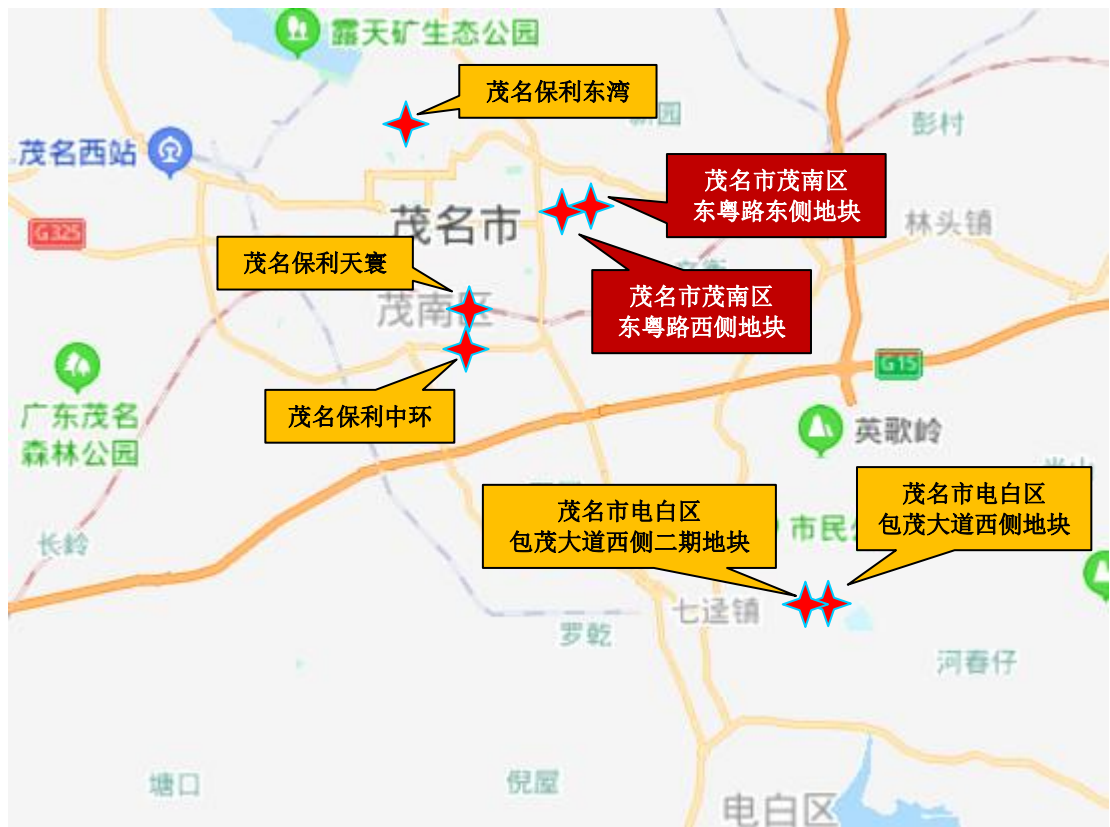 露天矿生态公园
茂名保利东湾
彭村
茂名西站
茂名市茂南区
东粤路东侧地块
G325
茂名市
林头镇
茂名保利天寰
茂南区
茂名市茂南区
东粤路西侧地块
G15
广东茂名
森林公园
茂名保利中环
英歌岭
茂名市电白区
包茂大道西侧二期地块
茂名市电白区
包茂大道西侧地块
市民公
长岭
七迳镇
罗乾
河春仔
塘口
倪屋
电白区